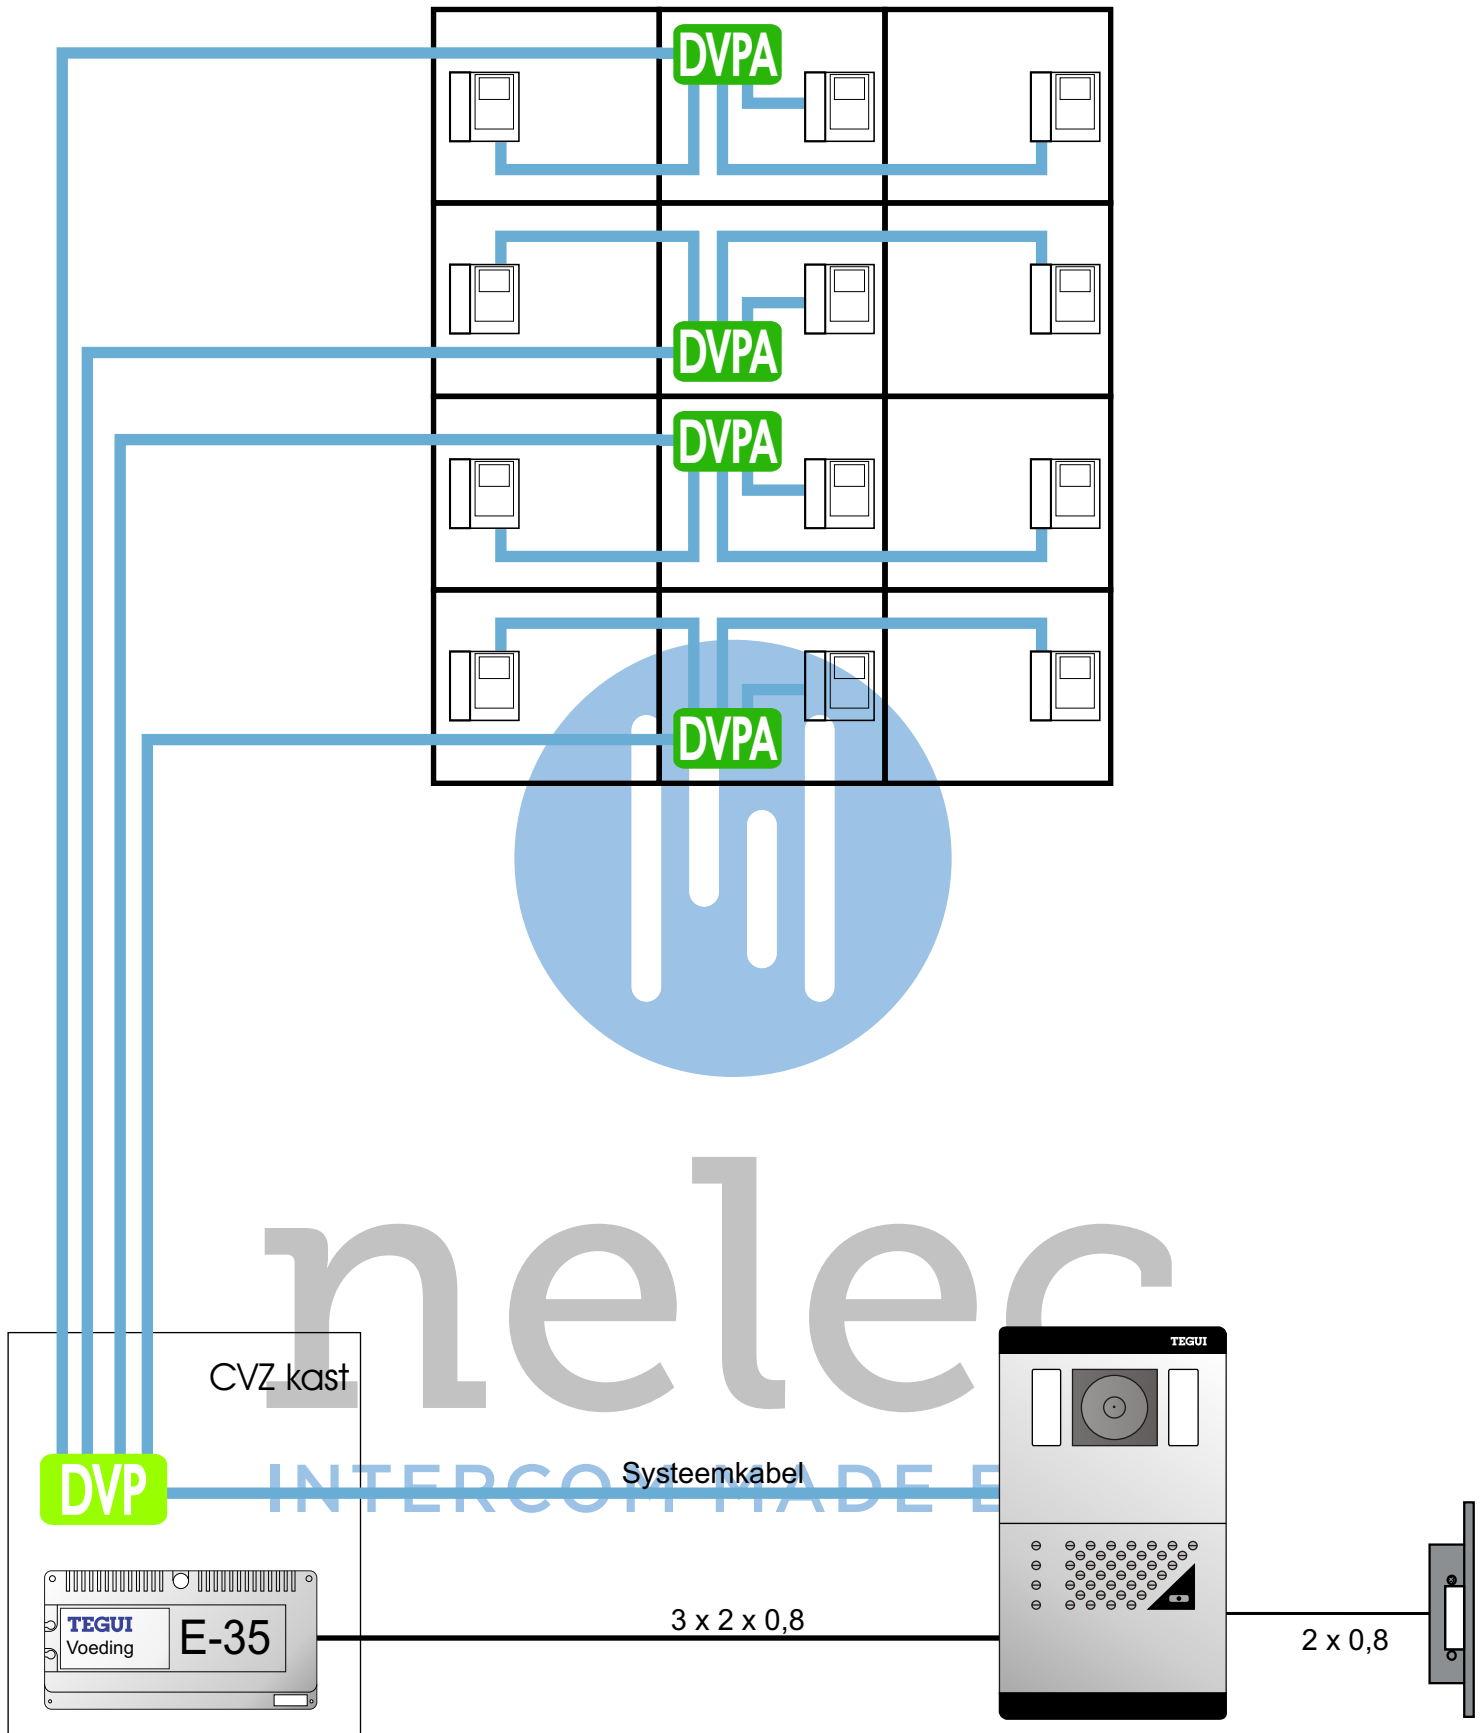 DVPA
DVPA
DVPA
DVPA
nelec
CVZ kast
TEGUI
DVP
Systeemkabel
INTERCOM MADE E
TEGUI
Voeding
E-35
3 x 2 x 0,8
2 x 0,8